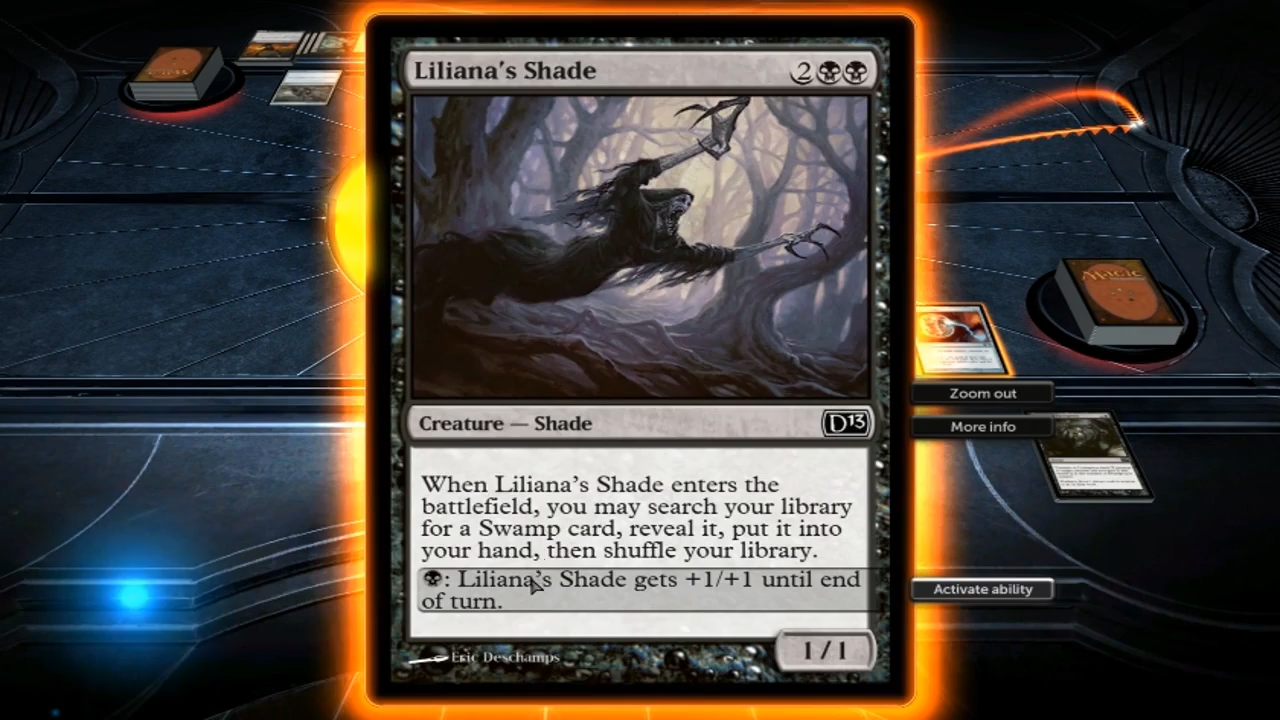 Liliana's Shade 2
Creature — Shade D13
When Liliana's Shade enters the
battlefield, you may search your library
for a Swamp card, reveal it, put it into
your hand, then shuffle your library.
: Liliana's Shade gets +1/+1 until end
of turn.
Eric Deschamps
1/1
MAGIC
Zoom out
More info
Activate ability